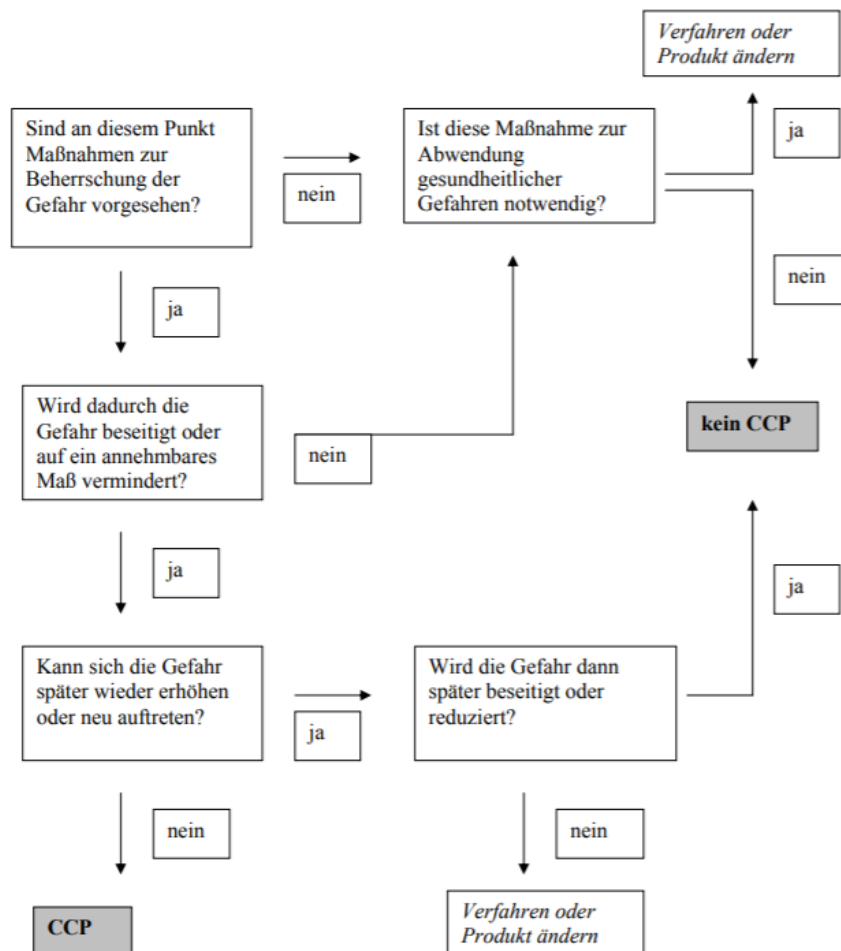 Verfahren oder
Produkt ändern
Sind an diesem Punkt
Maßnahmen zur
Beherrschung der
Gefahr vorgesehen?
nein
Ist diese Maßnahme zur
Abwendung
gesundheitlicher
Gefahren notwendig?
ja
nein
ja
Wird dadurch die
Gefahr beseitigt oder
auf ein annehmbares
Maß vermindert?
nein
kein CCP
ja
ja
Kann sich die Gefahr
später wieder erhöhen
oder neu auftreten?
ja
Wird die Gefahr dann
später beseitigt oder
reduziert?
nein
nein
CCP
Verfahren oder
Produkt ändern